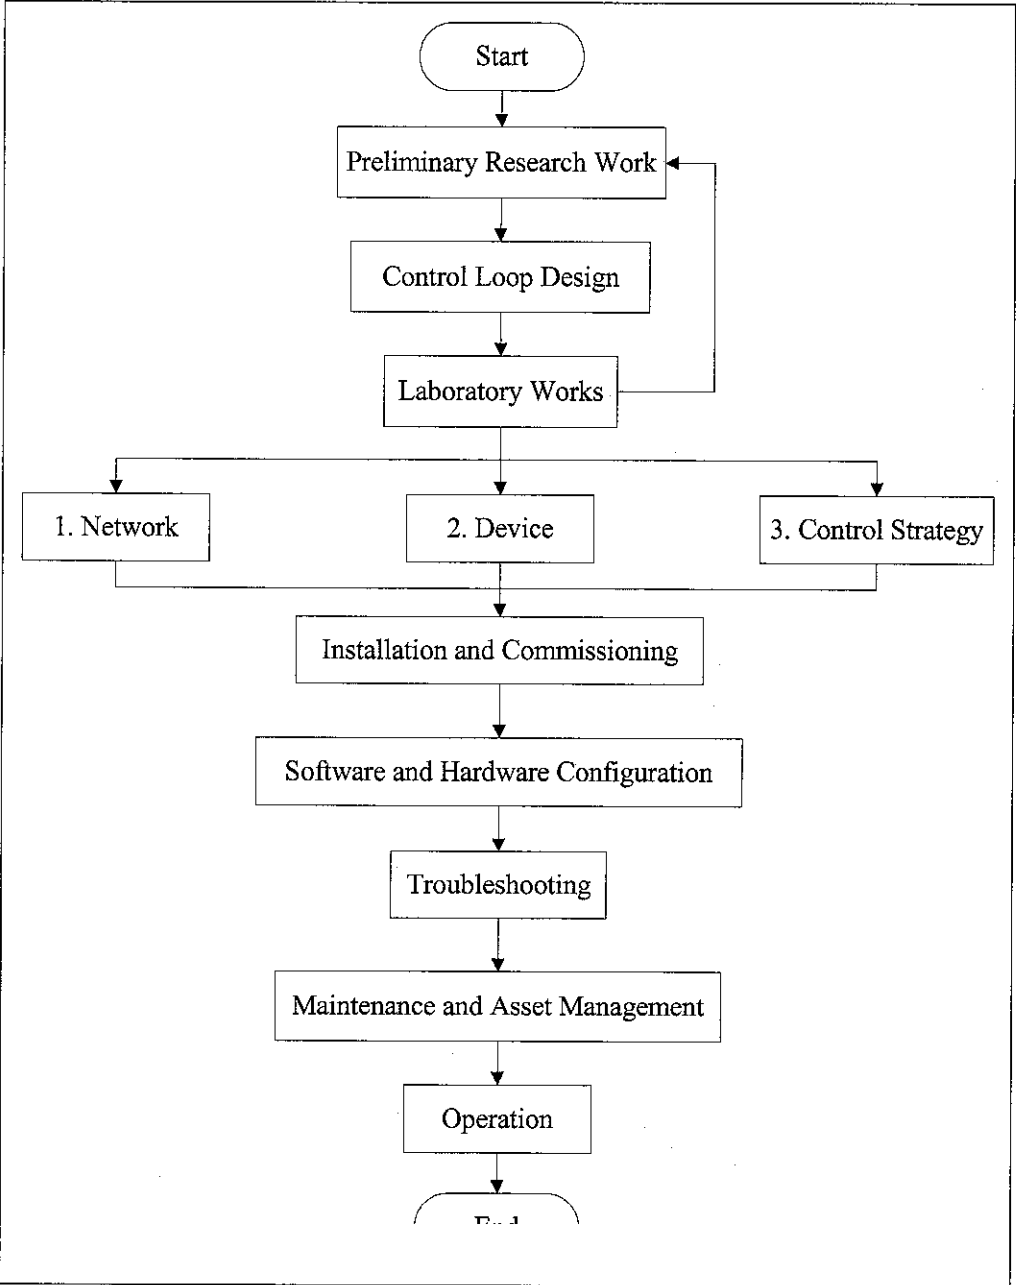 Start
Preliminary Research Work
Control Loop Design
Laboratory Works
1. Network
2. Device
3. Control Strategy
Installation and Commissioning
Software and Hardware Configuration
Troubleshooting
Maintenance and Asset Management
Operation
End